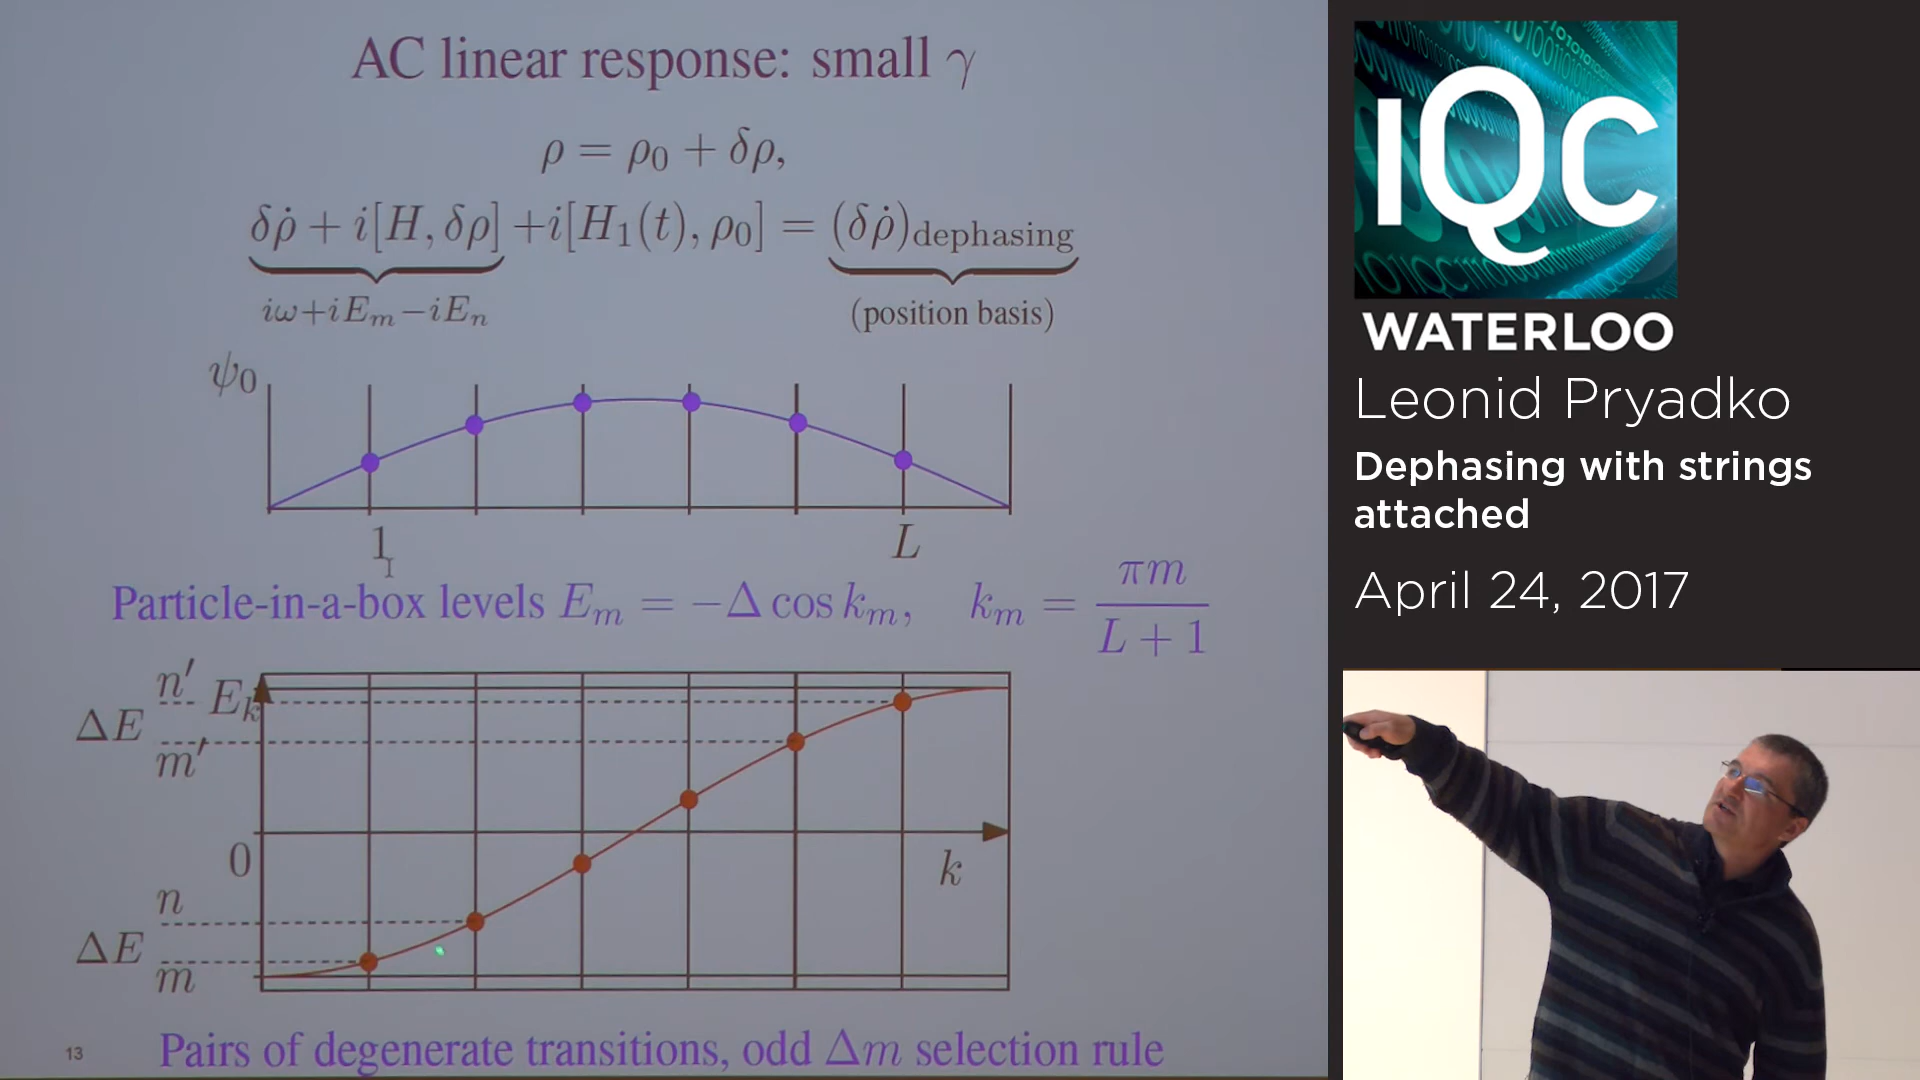 AC linear response: small γ
ρ = ρ₀ + δρ,
δρ̇ + i[H, δρ] + i[H₁(t), ρ₀] = (δρ̇)dephasing
iω+iEₘ−iEₙ
(position basis)
ψ₀
1
L
Particle-in-a-box levels Eₘ = −Δ cos kₘ, kₘ = πm / L + 1
n′
Eₖ
ΔE
m′
0
k
n
ΔE
m
13
Pairs of degenerate transitions, odd Δm selection rule
IQC
WATERLOO
Leonid Pryadko
Dephasing with strings
attached
April 24, 2017